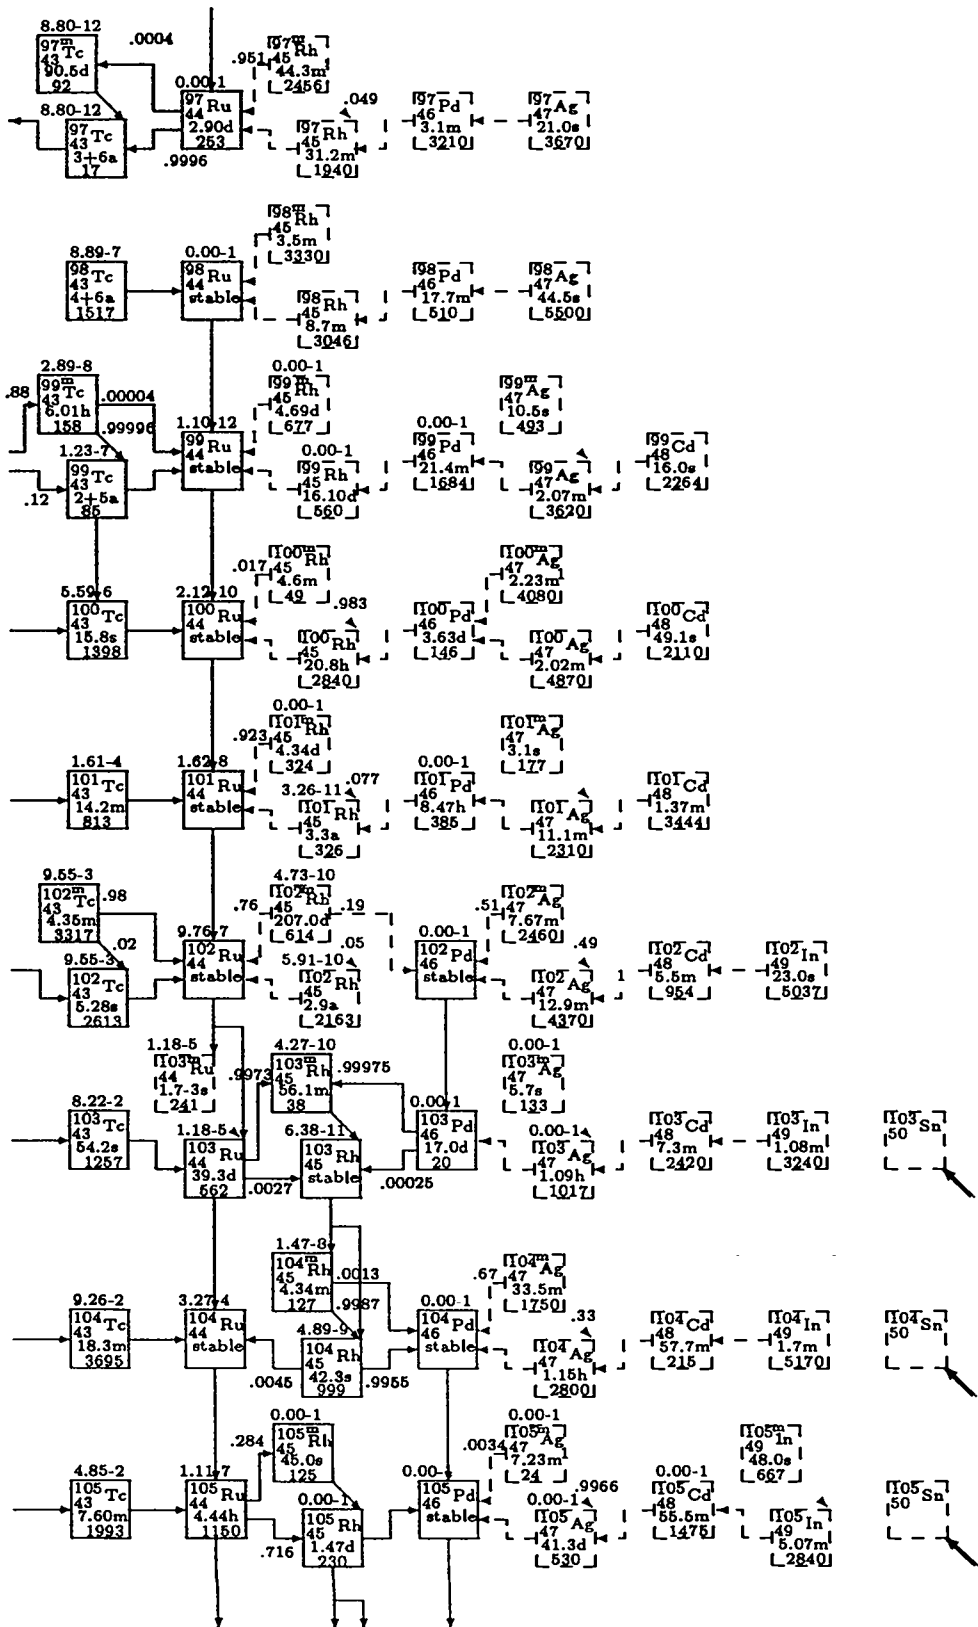 8.80-12
97 m Tc
43
90.5d
92
.0004
0.00-1
97 Ru
44
2.90d
253
.951
97 m Rh
45
44.3m
2456
8.80-12
97 Tc
43
3+6a
17
.9996
97 Rh
45
31.2m
1940
.049
97 Pd
46
3.1m
3210
97 Ag
47
21.0s
3670
98 m Rh
45
3.5m
3330
8.89-7
98 Tc
43
4+6a
1517
0.00-1
98 Ru
44
stable
98 Rh
45
8.7m
3046
98 Pd
46
17.7m
510
98 Ag
47
44.5s
5500
.88
2.89-8
99 m Tc
43
6.01h
158
.00004
.99996
0.00-1
99 m Rh
45
4.69d
677
99 m Ag
47
10.5s
493
.12
1.23-7
99 Tc
43
2+5a
85
1.10-12
99 Ru
44
stable
0.00-1
99 Rh
45
16.10d
560
0.00-1
99 Pd
46
21.4m
1684
99 Ag
47
2.07m
3620
99 Cd
48
16.0s
2264
.017
100 m Rh
45
4.6m
49
.983
100 m Ag
47
2.23m
4080
5.59-6
100 Tc
43
15.8s
1398
2.12-10
100 Ru
44
stable
100 Rh
45
20.8h
2840
100 Pd
46
3.63d
146
100 Ag
47
2.02m
4870
100 Cd
48
49.1s
2110
.923
0.00-1
101 m Rh
45
4.34d
324
.077
101 m Ag
47
3.1s
177
1.61-4
101 Tc
43
14.2m
813
1.62-8
101 Ru
44
stable
3.26-11
101 Rh
45
3.3a
326
0.00-1
101 Pd
46
8.47h
385
101 Ag
47
11.1m
2310
101 Cd
48
1.37m
3444
9.55-3
102 m Tc
43
4.35m
3317
.98
.02
.76
4.73-10
102 m Rh
45
207.0d
614
.19
.05
.51
102 m Ag
47
7.67m
2460
.49
9.55-3
102 Tc
43
5.28s
2613
9.76-7
102 Ru
44
stable
5.91-10
102 Rh
45
2.9a
2163
0.00-1
102 Pd
46
stable
102 Ag
47
12.9m
4370
1
102 Cd
48
5.5m
954
102 In
49
23.0s
5037
1.18-5
103 m Ru
44
1.7-3s
241
.9973
4.27-10
103 m Rh
45
56.1m
38
.99975
0.00-1
103 m Ag
47
5.7s
133
8.22-2
103 Tc
43
54.2s
1257
1.18-5
103 Ru
44
39.3d
562
.0027
6.38-11
103 Rh
45
stable
.00025
0.00-1
103 Pd
46
17.0d
20
0.00-1
103 Ag
47
1.09h
1017
103 Cd
48
7.3m
2420
103 In
49
1.08m
3240
103 Sn
50
1.47-8
104 m Rh
45
4.34m
127
.0013
.9987
.67
104 m Ag
47
33.5m
1750
.33
9.26-2
104 Tc
43
18.3m
3695
3.27-4
104 Ru
44
stable
.0045
4.89-9
104 Rh
45
42.3s
999
.9955
0.00-1
104 Pd
46
stable
104 Ag
47
1.15h
2800
104 Cd
48
57.7m
215
104 In
49
1.7m
5170
104 Sn
50
.284
0.00-1
105 m Rh
45
45.0s
125
.0034
0.00-1
105 m Ag
47
7.23m
24
.9966
105 m In
49
48.0s
667
4.85-2
105 Tc
43
7.60m
1993
1.11-7
105 Ru
44
4.44h
1150
.716
0.00-1
105 Rh
45
1.47d
230
0.00-
105 Pd
46
stable
0.00-1
105 Ag
47
41.3d
530
0.00-1
105 Cd
48
55.5m
1475
105 In
49
5.07m
2840
105 Sn
50